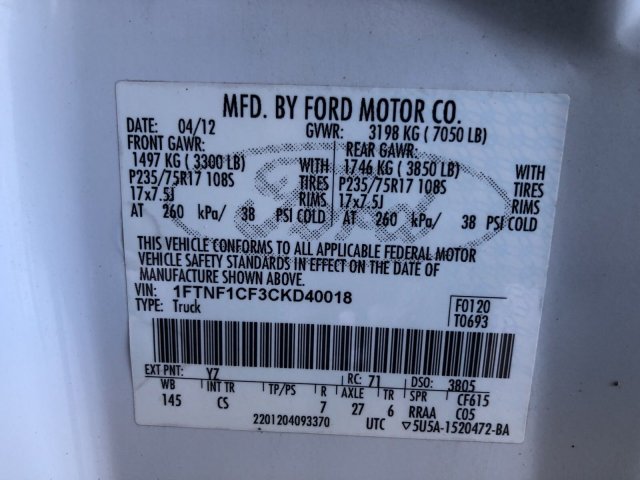 MFD. BY FORD MOTOR CO.
DATE: 04/12 GVWR: 3198 KG ( 7050 LB)
FRONT GAWR: REAR GAWR:
1497 KG ( 3300 LB) WITH 1746 KG ( 3850 LB) WITH
P235/75R17 108S TIRES P235/75R17 108S TIRES
17x7.5J RIMS 17x7.5J RIMS
AT 260 kPa/ 38 PSI COLD AT 260 kPa/ 38 PSI COLD
Ford
THIS VEHICLE CONFORMS TO ALL APPLICABLE FEDERAL MOTOR
VEHICLE SAFETY STANDARDS IN EFFECT ON THE DATE OF
MANUFACTURE SHOWN ABOVE.
VIN: 1FTNF1CF3CKD40018
TYPE: Truck
F0120
T0693
EXT PNT: YZ RC: 71 DSO: 3805
WB INT TR TP/PS R AXLE TR SPR CF615
145 CS 7 27 6 RRAA C05
2201204093370 UTC ▽5U5A-1520472-BA